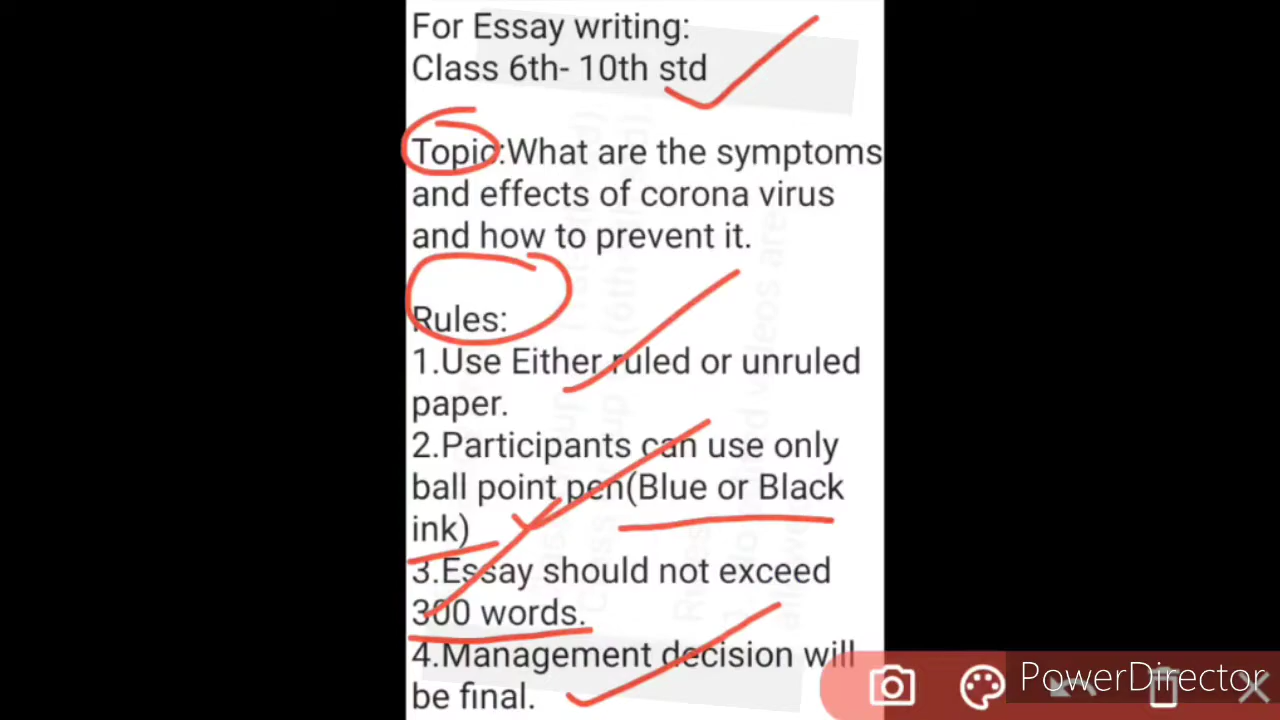 For Essay writing:
Class 6th- 10th std
Topic:What are the symptoms
and effects of corona virus
and how to prevent it.
Rules:
1.Use Either ruled or unruled
paper.
2.Participants can use only
ball point pen(Blue or Black
ink)
3.Essay should not exceed
300 words.
4.Management decision will
be final.
PowerDirector